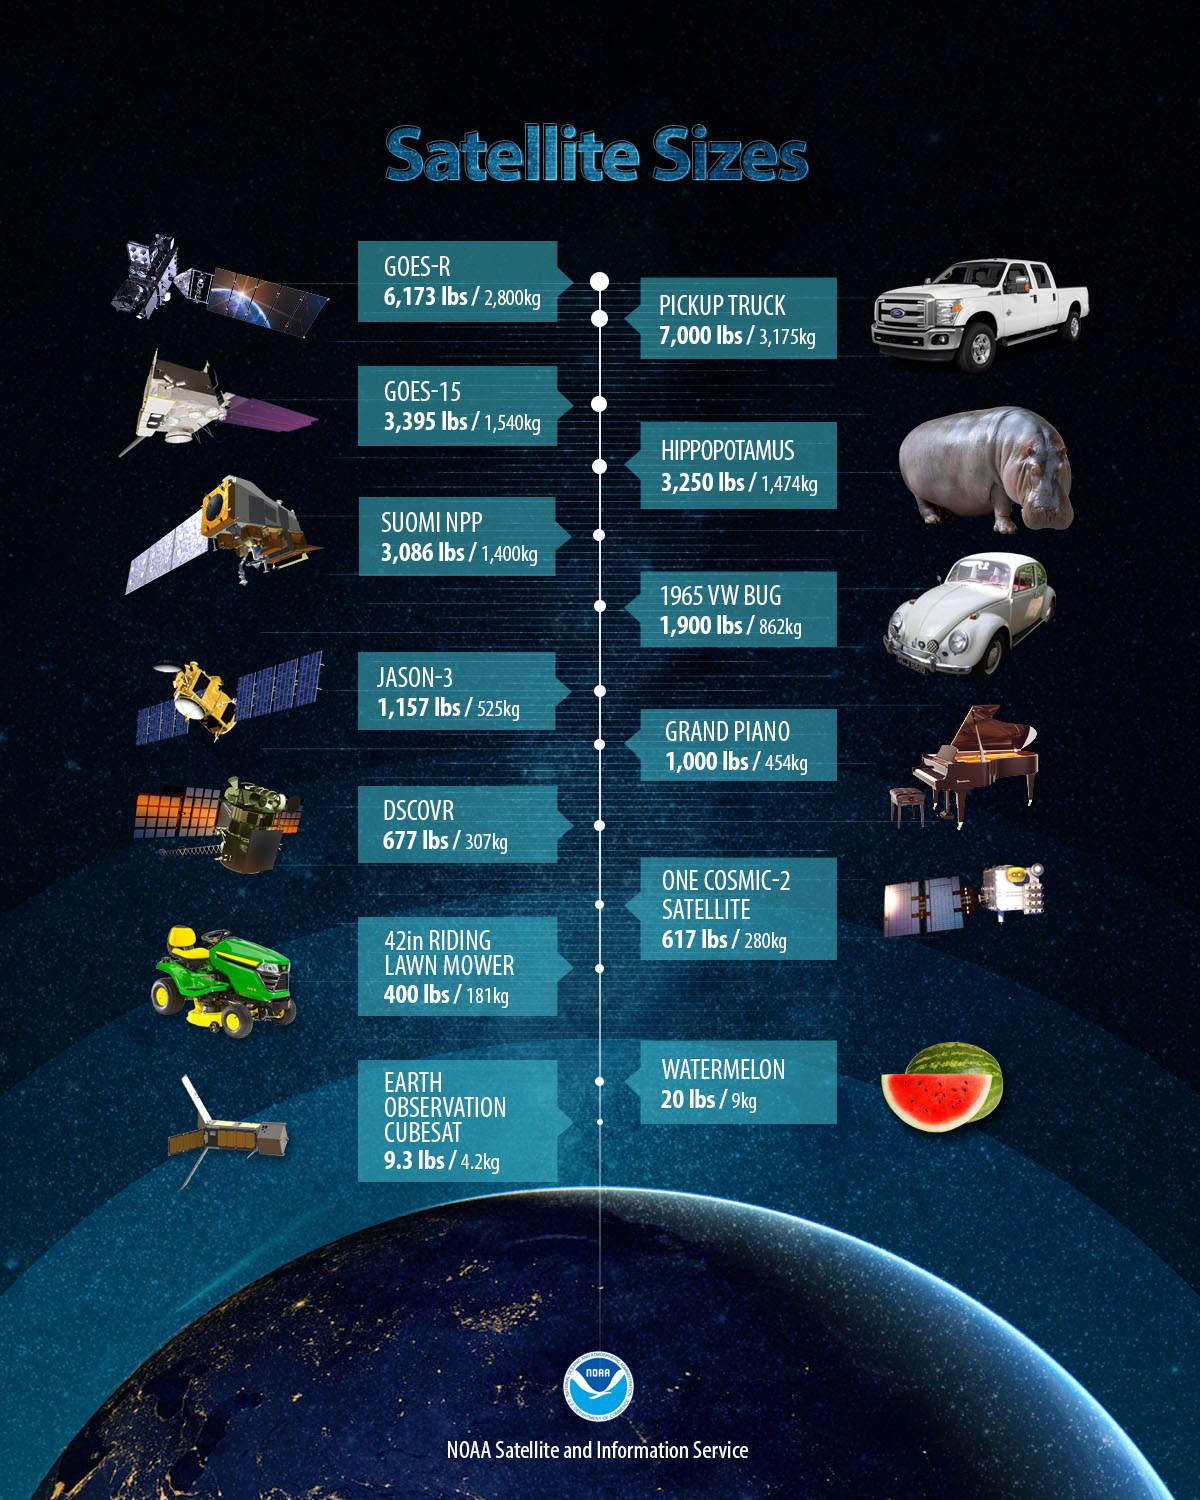 Satellite Sizes
GOES-R
6,173 lbs / 2,800kg
PICKUP TRUCK
7,000 lbs / 3,175kg
GOES-15
3,395 lbs / 1,540kg
HIPPOPOTAMUS
3,250 lbs / 1,474kg
SUOMI NPP
3,086 lbs / 1,400kg
1965 VW BUG
1,900 lbs / 862kg
JASON-3
1,157 lbs / 525kg
GRAND PIANO
1,000 lbs / 454kg
DSCOVR
677 lbs / 307kg
ONE COSMIC-2
SATELLITE
617 lbs / 280kg
42in RIDING
LAWN MOWER
400 lbs / 181kg
WATERMELON
20 lbs / 9kg
EARTH
OBSERVATION
CUBESAT
9.3 lbs / 4.2kg
NOAA
NOAA Satellite and Information Service